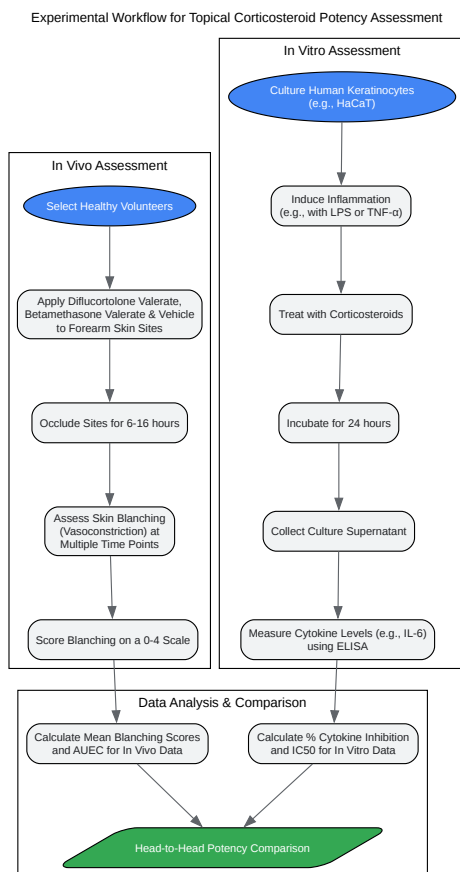 Experimental Workflow for Topical Corticosteroid Potency Assessment
In Vitro Assessment
Culture Human Keratinocytes
(e.g., HaCaT)
Induce Inflammation
(e.g., with LPS or TNF-α)
Treat with Corticosteroids
Incubate for 24 hours
Collect Culture Supernatant
Measure Cytokine Levels (e.g., IL-6)
using ELISA
In Vivo Assessment
Select Healthy Volunteers
Apply Diflucortolone Valerate,
Betamethasone Valerate & Vehicle
to Forearm Skin Sites
Occlude Sites for 6-16 hours
Assess Skin Blanching
(Vasoconstriction) at
Multiple Time Points
Score Blanching on a 0-4 Scale
Data Analysis & Comparison
Calculate Mean Blanching Scores
and AUEC for In Vivo Data
Calculate % Cytokine Inhibition
and IC50 for In Vitro Data
Head-to-Head Potency Comparison